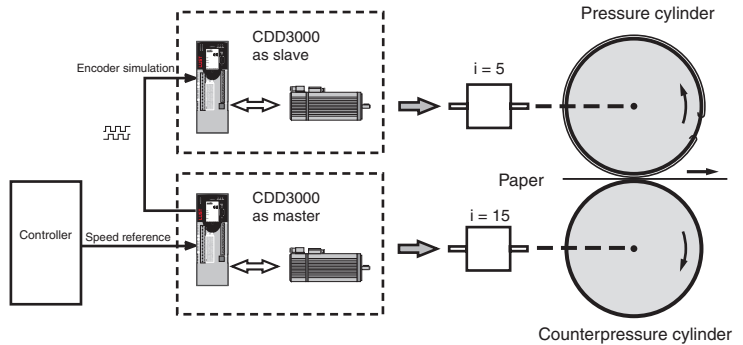 Pressure cylinder
CDD3000
as slave
i = 5
Encoder simulation
Paper
CDD3000
as master
i = 15
Controller
Speed reference
Counterpressure cylinder